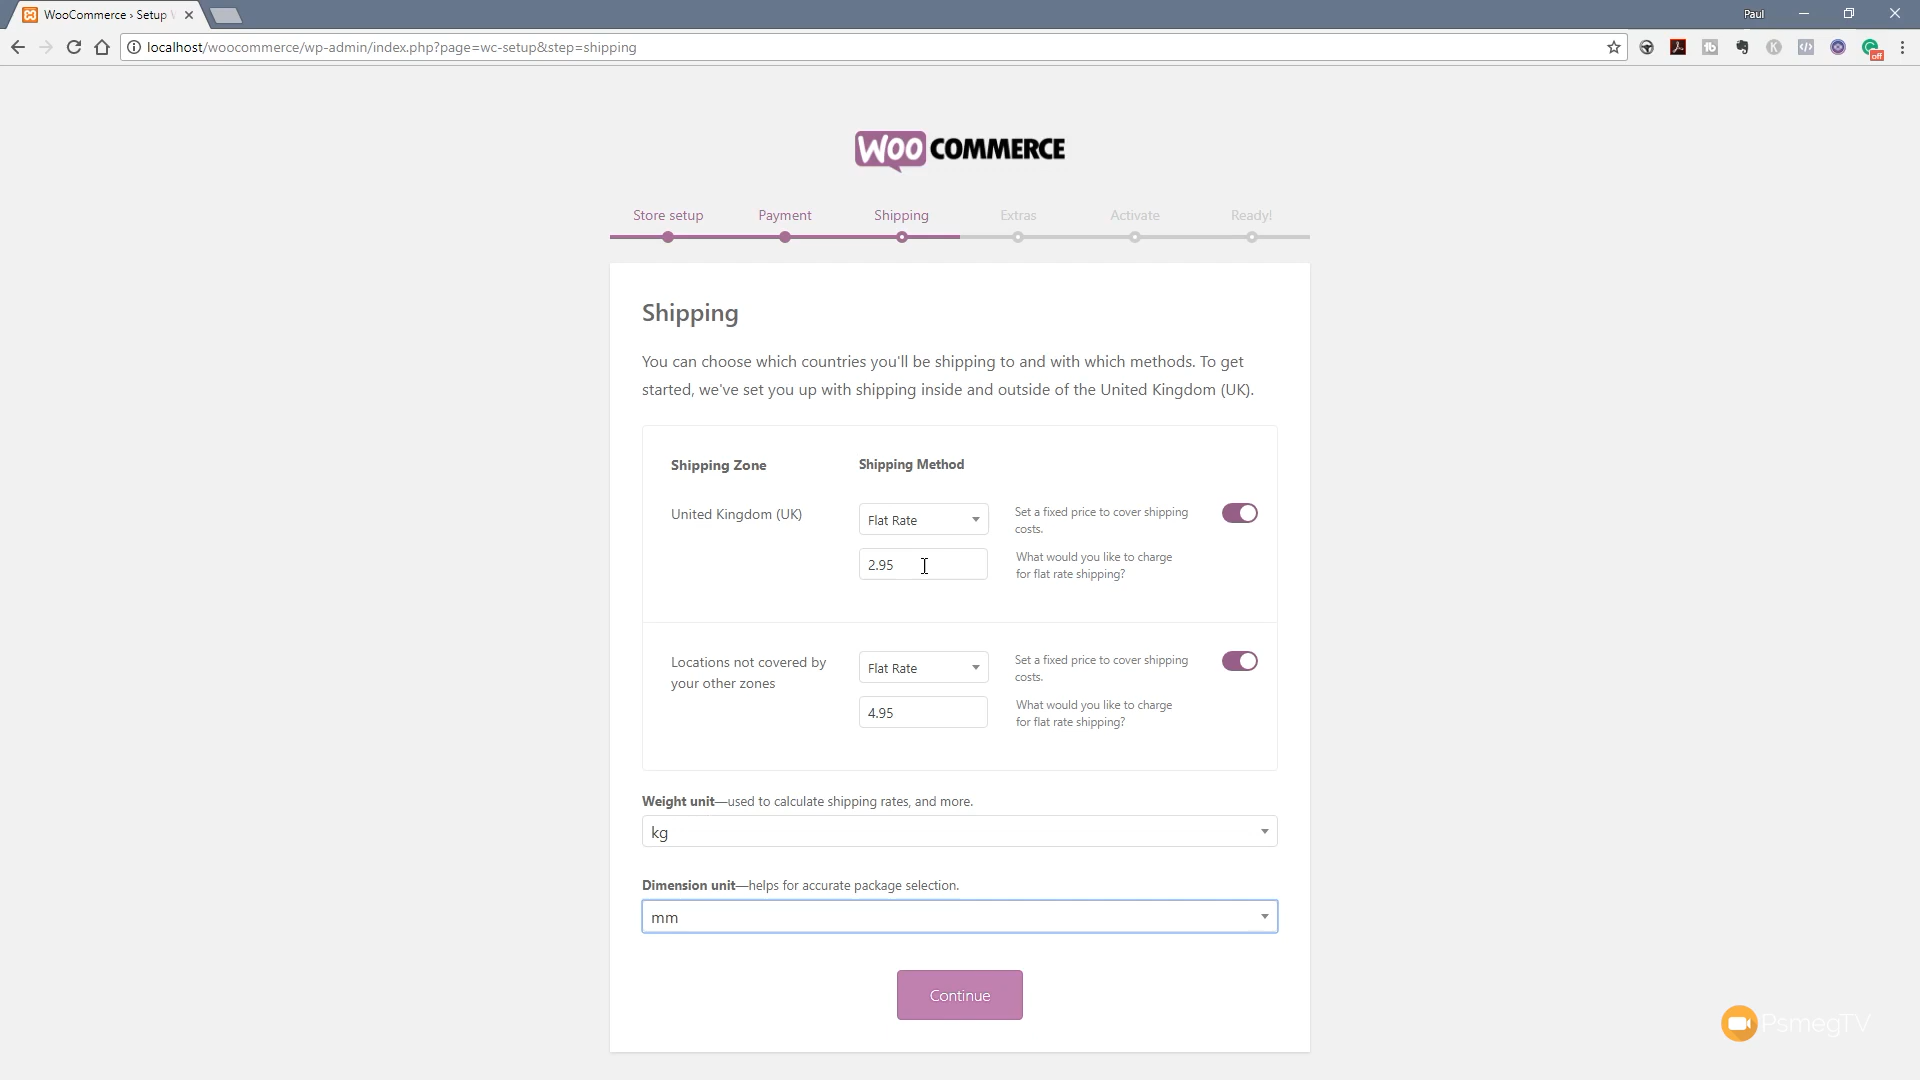 WooCommerce › Setup
Paul
localhost/woocommerce/wp-admin/index.php?page=wc-setup&step=shipping
off
WOO COMMERCE
Store setup
Payment
Shipping
Extras
Activate
Ready!
Shipping
You can choose which countries you'll be shipping to and with which methods. To get
started, we've set you up with shipping inside and outside of the United Kingdom (UK).
Shipping Zone
Shipping Method
United Kingdom (UK)
Flat Rate
Set a fixed price to cover shipping
costs.
2.95
What would you like to charge
for flat rate shipping?
Locations not covered by
your other zones
Flat Rate
Set a fixed price to cover shipping
costs.
4.95
What would you like to charge
for flat rate shipping?
Weight unit—used to calculate shipping rates, and more.
kg
Dimension unit—helps for accurate package selection.
mm
Continue
PsmegTV